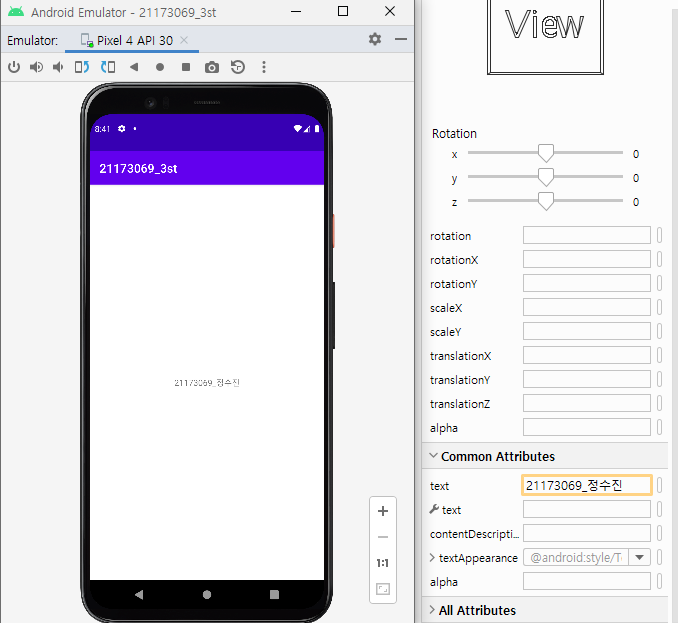 Android Emulator - 21173069_3st
Emulator:
Pixel 4 API 30
8:41
21173069_3st
21173069_정수진
1:1
View
Rotation
x 0
y 0
z 0
rotation
rotationX
rotationY
scaleX
scaleY
translationX
translationY
translationZ
alpha
Common Attributes
text 21173069_정수진
text
contentDescripti...
textAppearance @android:style/T
alpha
All Attributes